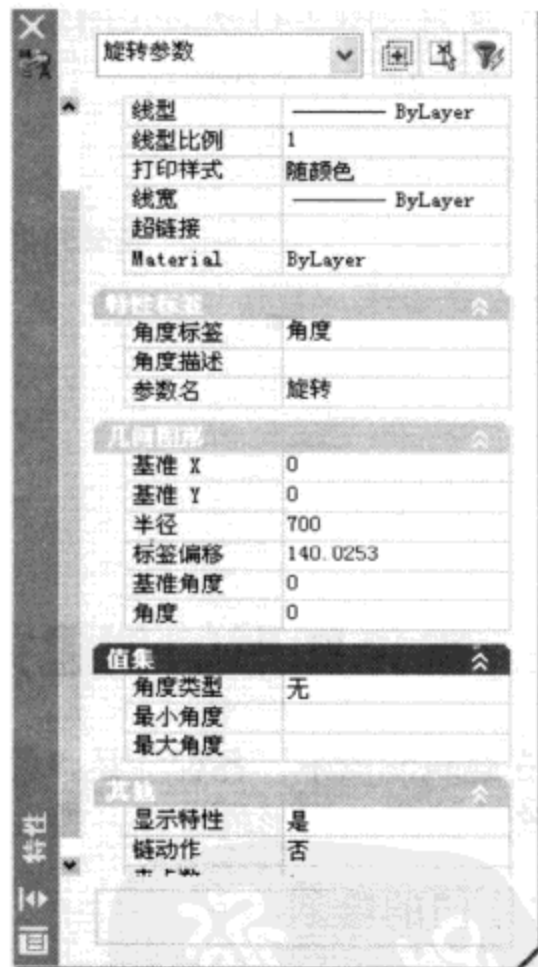 旋转参数
线型 ByLayer
线型比例 1
打印样式 随颜色
线宽 ByLayer
超链接
Material ByLayer
特性标签
角度标签 角度
角度描述
参数名 旋转
几何图形
基准 X 0
基准 Y 0
半径 700
标签偏移 140.0253
基准角度 0
角度 0
值集
角度类型 无
最小角度
最大角度
其他
显示特性 是
链动作 否
特性